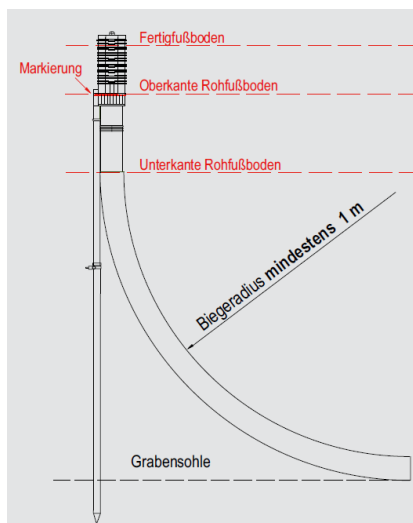 Fertigfußboden
Markierung
Oberkante Rohfußboden
Unterkante Rohfußboden
Biegeradius mindestens 1 m
Grabensohle